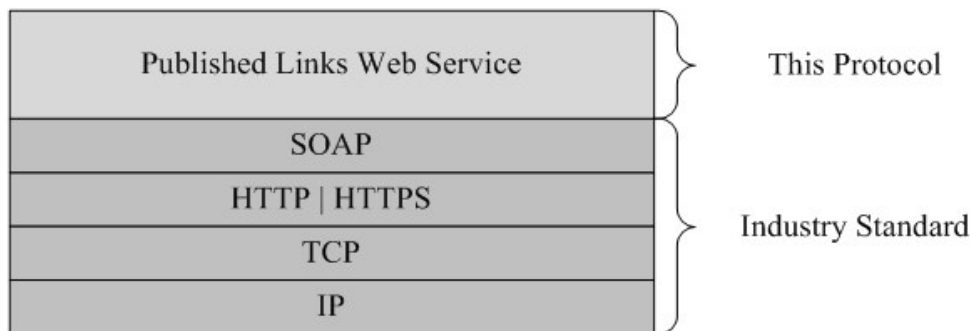 Published Links Web Service
This Protocol
SOAP
HTTP | HTTPS
TCP
IP
Industry Standard